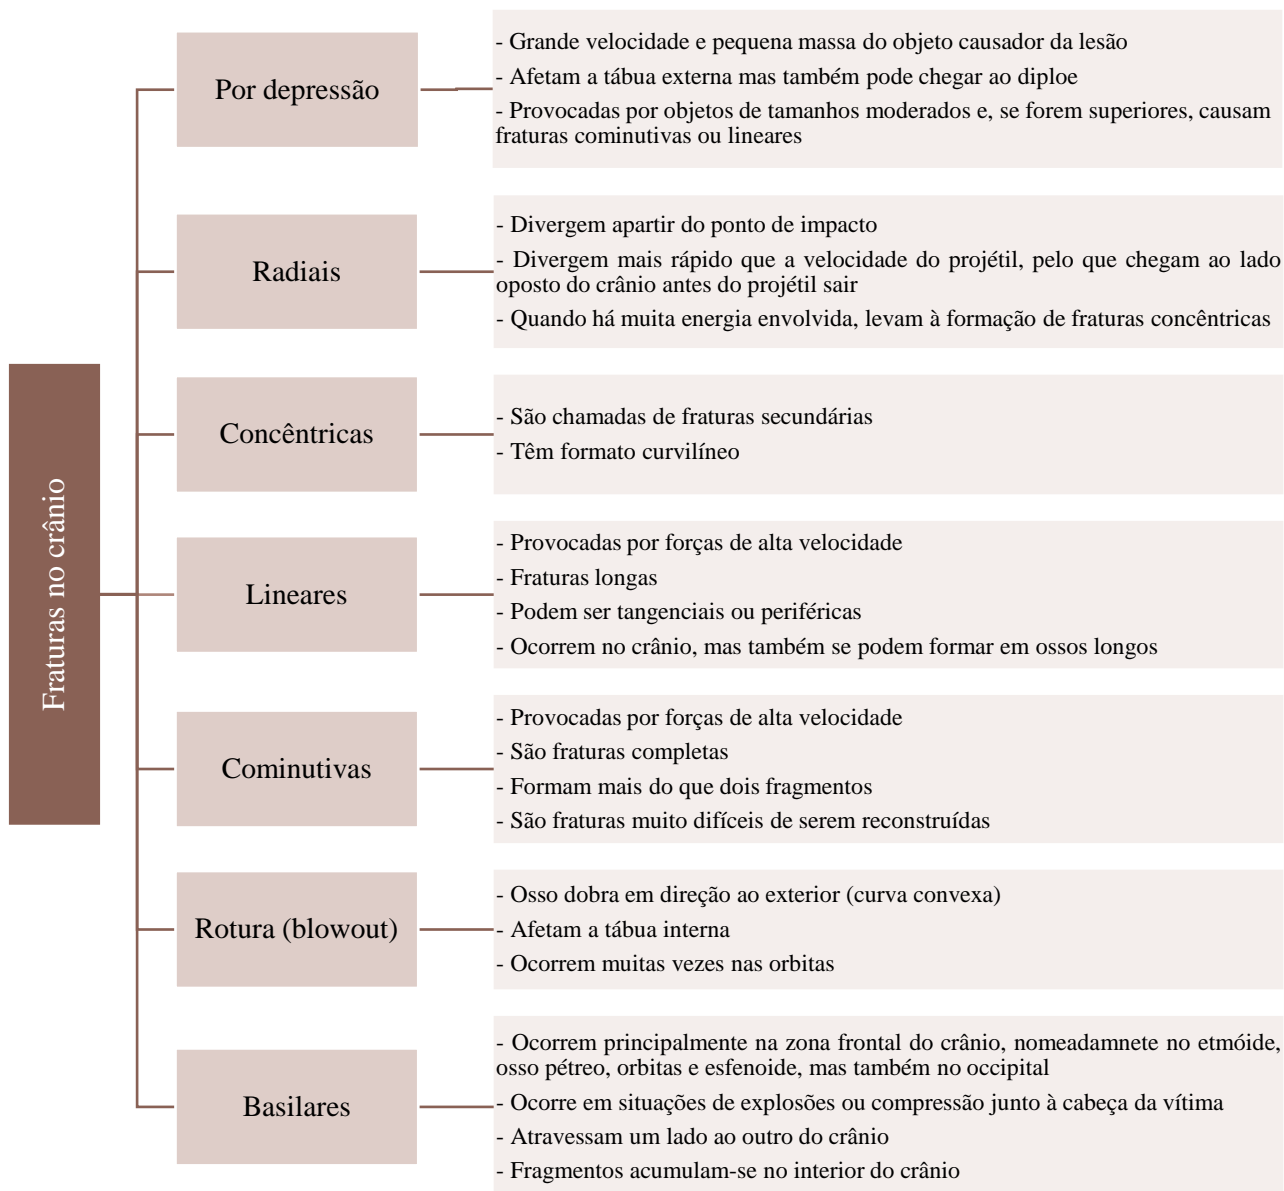 Fraturas no crânio
Por depressão
- Grande velocidade e pequena massa do objeto causador da lesão
- Afetam a tábua externa mas também pode chegar ao diploe
- Provocadas por objetos de tamanhos moderados e, se forem superiores, causam
fraturas cominutivas ou lineares
Radiais
- Divergem apartir do ponto de impacto
- Divergem mais rápido que a velocidade do projétil, pelo que chegam ao lado
oposto do crânio antes do projétil sair
- Quando há muita energia envolvida, levam à formação de fraturas concêntricas
Concêntricas
- São chamadas de fraturas secundárias
- Têm formato curvilíneo
Lineares
- Provocadas por forças de alta velocidade
- Fraturas longas
- Podem ser tangenciais ou periféricas
- Ocorrem no crânio, mas também se podem formar em ossos longos
Cominutivas
- Provocadas por forças de alta velocidade
- São fraturas completas
- Formam mais do que dois fragmentos
- São fraturas muito difíceis de serem reconstruídas
Rotura (blowout)
- Osso dobra em direção ao exterior (curva convexa)
- Afetam a tábua interna
- Ocorrem muitas vezes nas orbitas
Basilares
- Ocorrem principalmente na zona frontal do crânio, nomeadamnete no etmóide,
osso pétreo, orbitas e esfenoide, mas também no occipital
- Ocorre em situações de explosões ou compressão junto à cabeça da vítima
- Atravessam um lado ao outro do crânio
- Fragmentos acumulam-se no interior do crânio